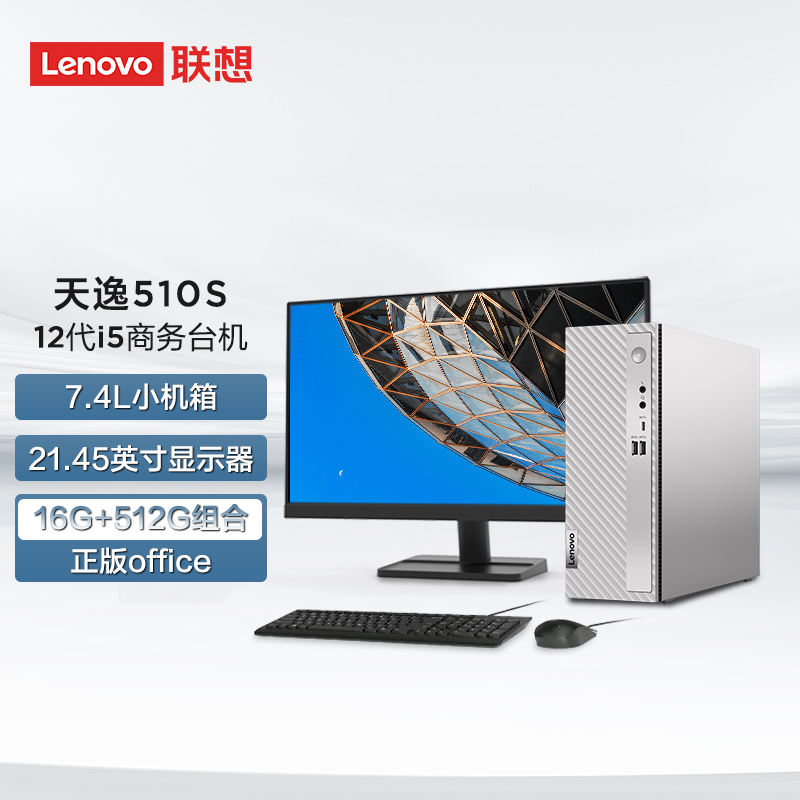 Lenovo 联想
天逸510S
12代i5商务台机
7.4L小机箱
21.45英寸显示器
16G+512G组合
正版office
Lenovo